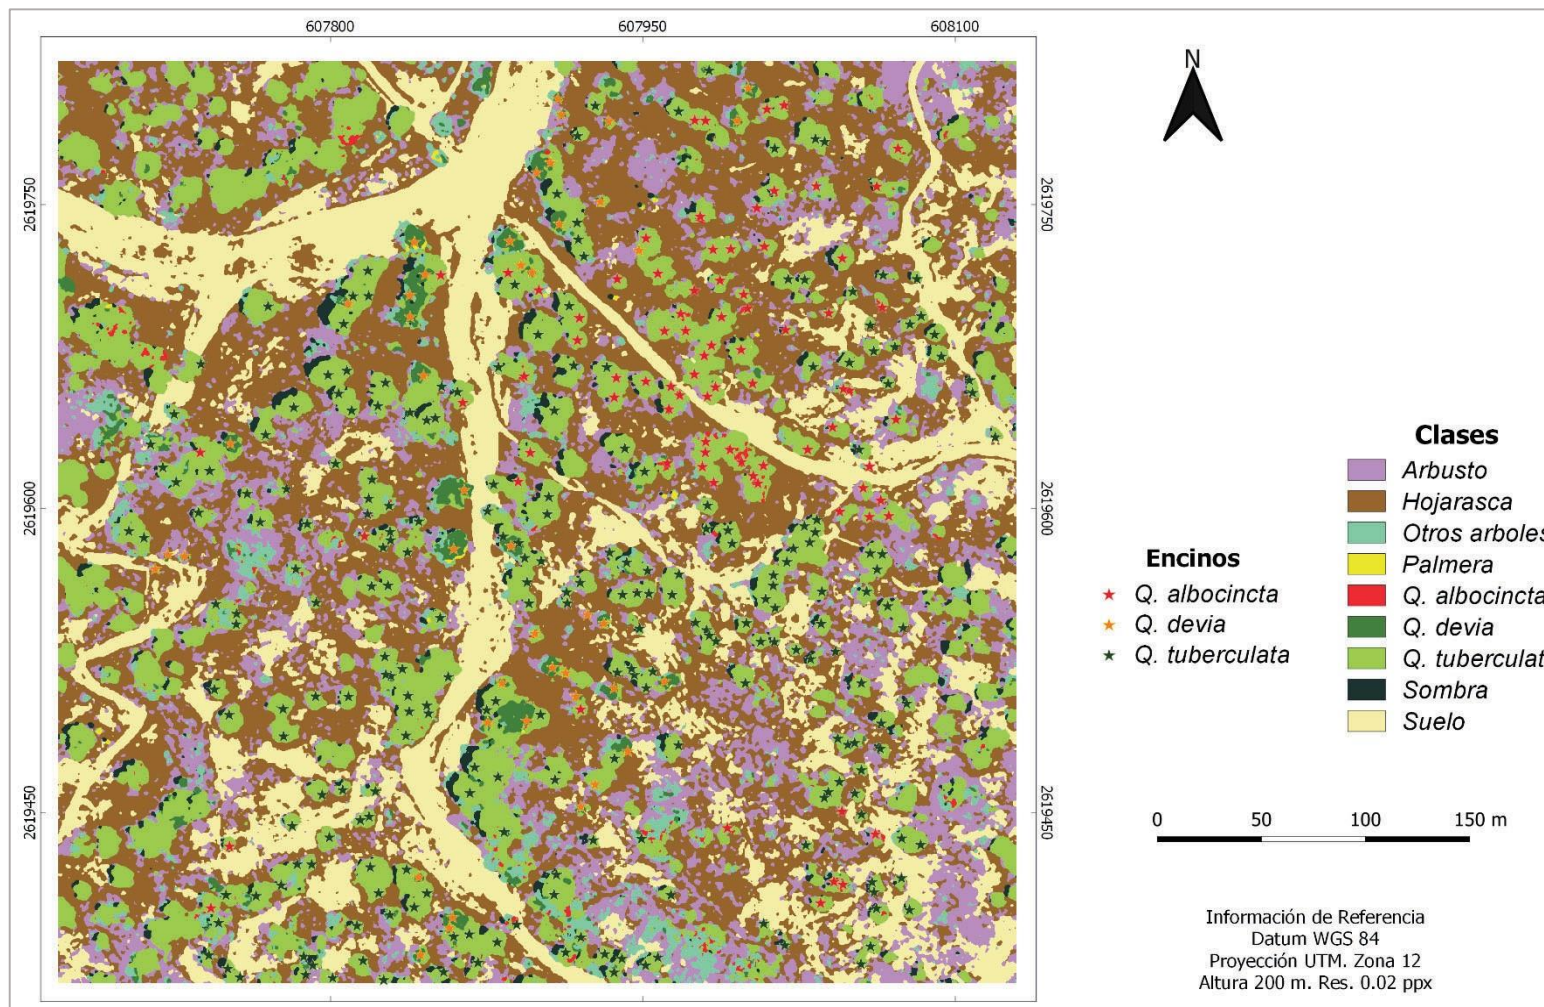 607800
607950
608100
N
2619750
2619750
2619600
2619600
2619450
2619450
Encinos
Q. albocincta
Q. devia
Q. tuberculata
Clases
Arbusto
Hojarasca
Otros arboles
Palmera
Q. albocincta
Q. devia
Q. tuberculat
Sombra
Suelo
0 50 100 150 m
Información de Referencia
Datum WGS 84
Proyección UTM. Zona 12
Altura 200 m. Res. 0.02 ppx